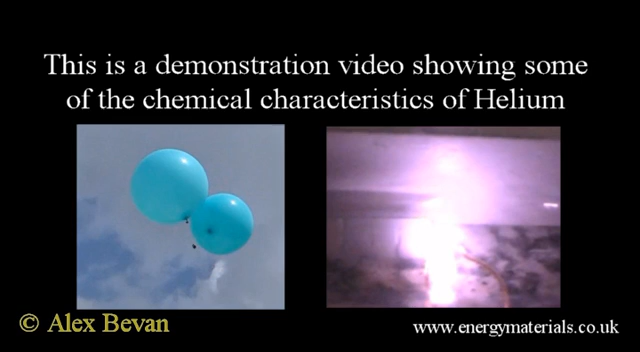 This is a demonstration video showing some
of the chemical characteristics of Helium
© Alex Bevan
www.energymaterials.co.uk